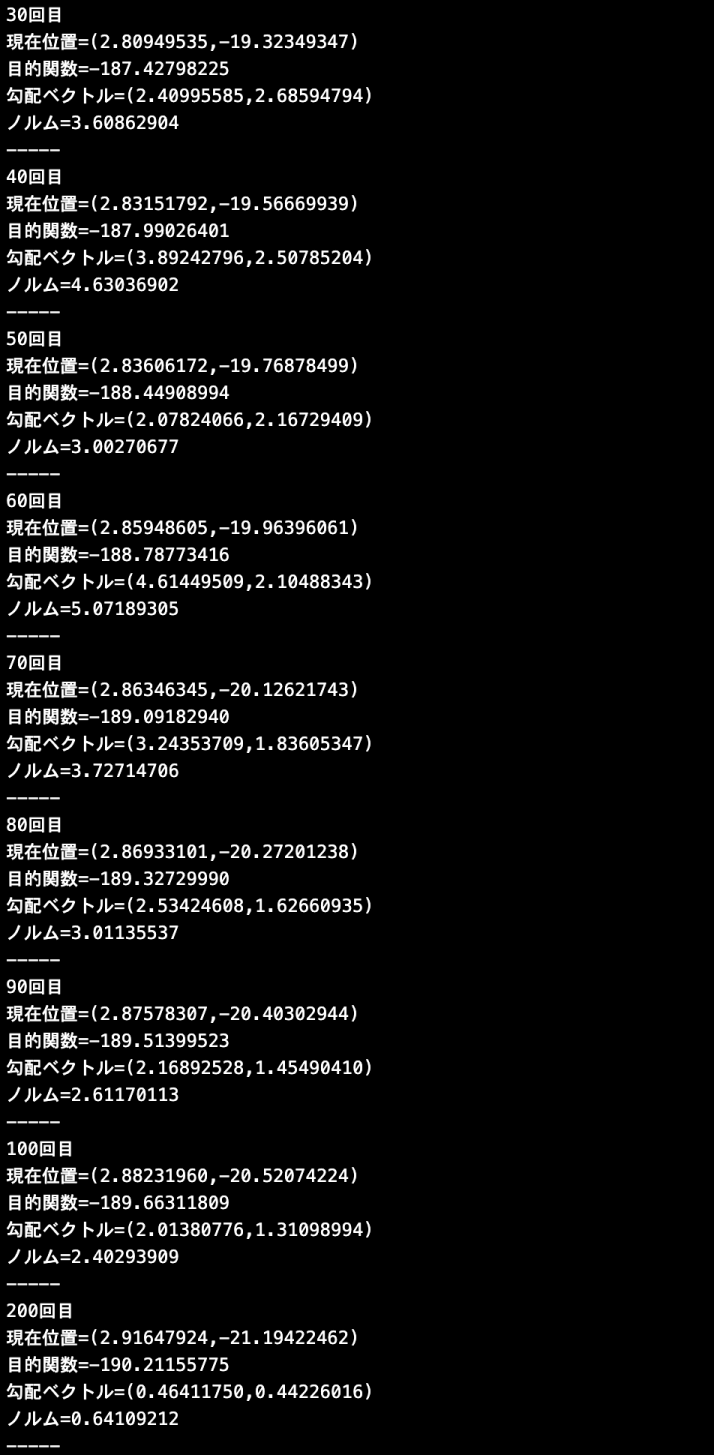 30回目
現在位置=(2.80949535,-19.32349347)
目的関数=-187.42798225
勾配ベクトル=(2.40995585,2.68594794)
ノルム=3.60862904
-----
40回目
現在位置=(2.83151792,-19.56669939)
目的関数=-187.99026401
勾配ベクトル=(3.89242796,2.50785204)
ノルム=4.63036902
-----
50回目
現在位置=(2.83606172,-19.76878499)
目的関数=-188.44908994
勾配ベクトル=(2.07824066,2.16729409)
ノルム=3.00270677
-----
60回目
現在位置=(2.85948605,-19.96396061)
目的関数=-188.78773416
勾配ベクトル=(4.61449509,2.10488343)
ノルム=5.07189305
-----
70回目
現在位置=(2.86346345,-20.12621743)
目的関数=-189.09182940
勾配ベクトル=(3.24353709,1.83605347)
ノルム=3.72714706
-----
80回目
現在位置=(2.86933101,-20.27201238)
目的関数=-189.32729990
勾配ベクトル=(2.53424608,1.62660935)
ノルム=3.01135537
-----
90回目
現在位置=(2.87578307,-20.40302944)
目的関数=-189.51399523
勾配ベクトル=(2.16892528,1.45490410)
ノルム=2.61170113
-----
100回目
現在位置=(2.88231960,-20.52074224)
目的関数=-189.66311809
勾配ベクトル=(2.01380776,1.31098994)
ノルム=2.40293909
-----
200回目
現在位置=(2.91647924,-21.19422462)
目的関数=-190.21155775
勾配ベクトル=(0.46411750,0.44226016)
ノルム=0.64109212
-----